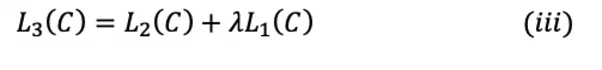 L₃(C) = L₂(C) + λL₁(C) (iii)